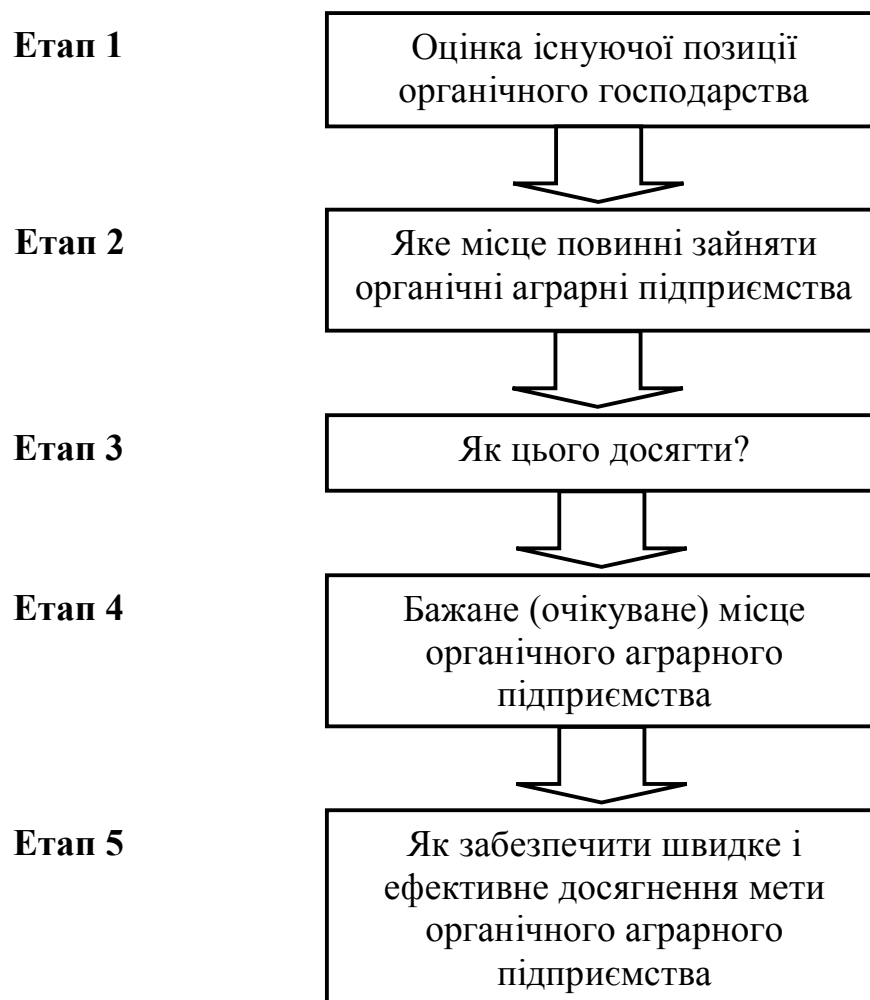 Етап 1
Оцінка існуючої позиції
органічного господарства
Етап 2
Яке місце повинні зайняти
органічні аграрні підприємства
Етап 3
Як цього досягти?
Етап 4
Бажане (очікуване) місце
органічного аграрного
підприємства
Етап 5
Як забезпечити швидке і
ефективне досягнення мети
органічного аграрного
підприємства